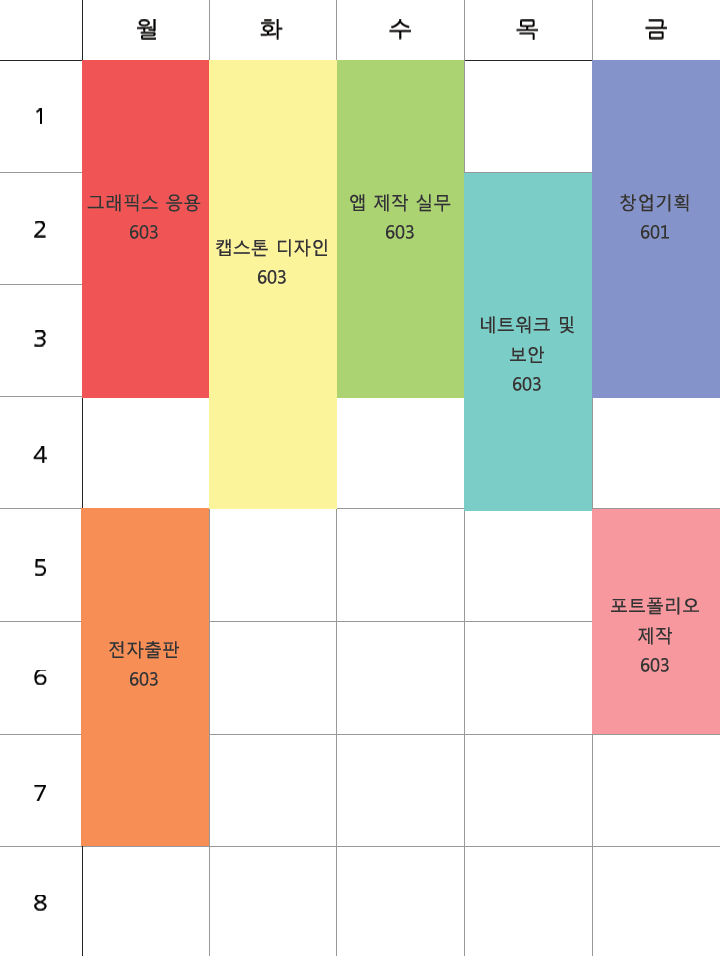 월 화 수 목 금
1
2
3
4
5
6
7
8
그래픽스 응용
603
전자출판
603
캡스톤 디자인
603
앱 제작 실무
603
네트워크 및
보안
603
창업기획
601
포트폴리오
제작
603